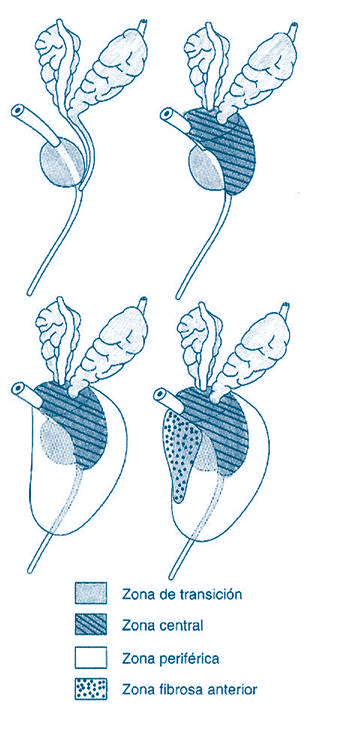 Zona de transición
Zona central
Zona periférica
Zona fibrosa anterior